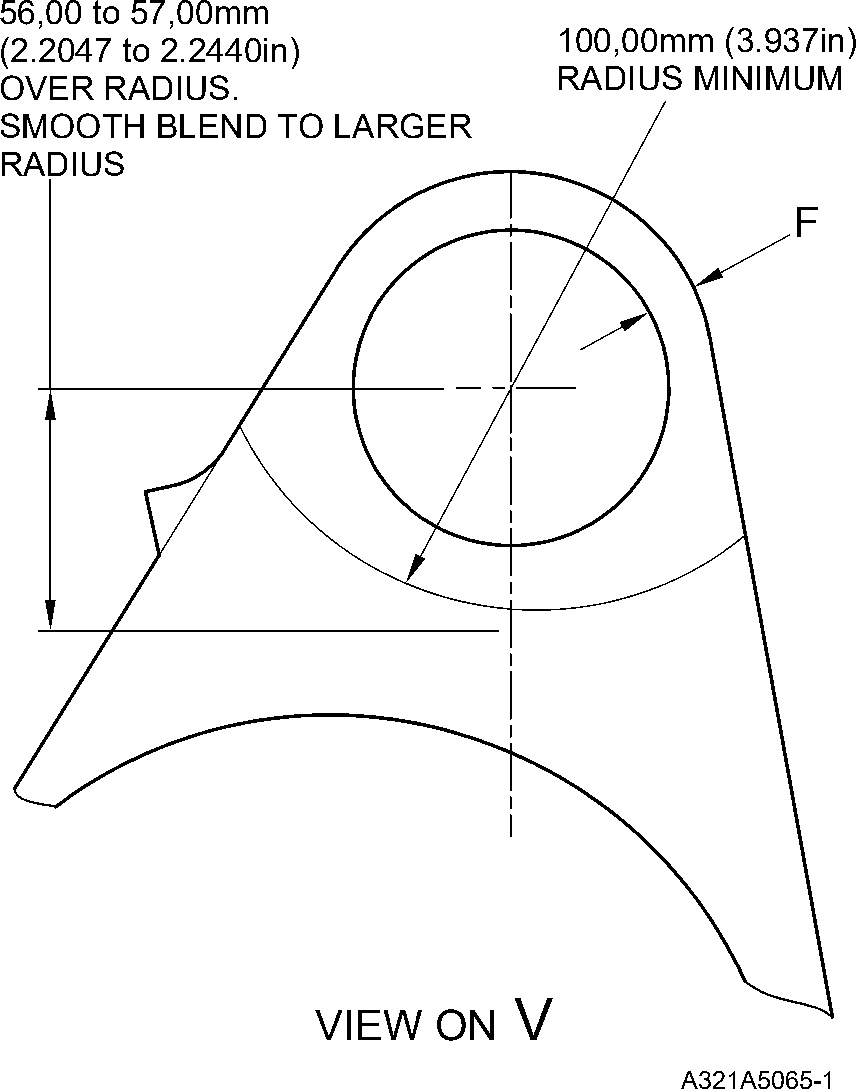 56,00 to 57,00mm
(2.2047 to 2.2440in)
OVER RADIUS.
SMOOTH BLEND TO LARGER
RADIUS
100,00mm (3.937in)
RADIUS MINIMUM
F
VIEW ON V
A321A5065-1